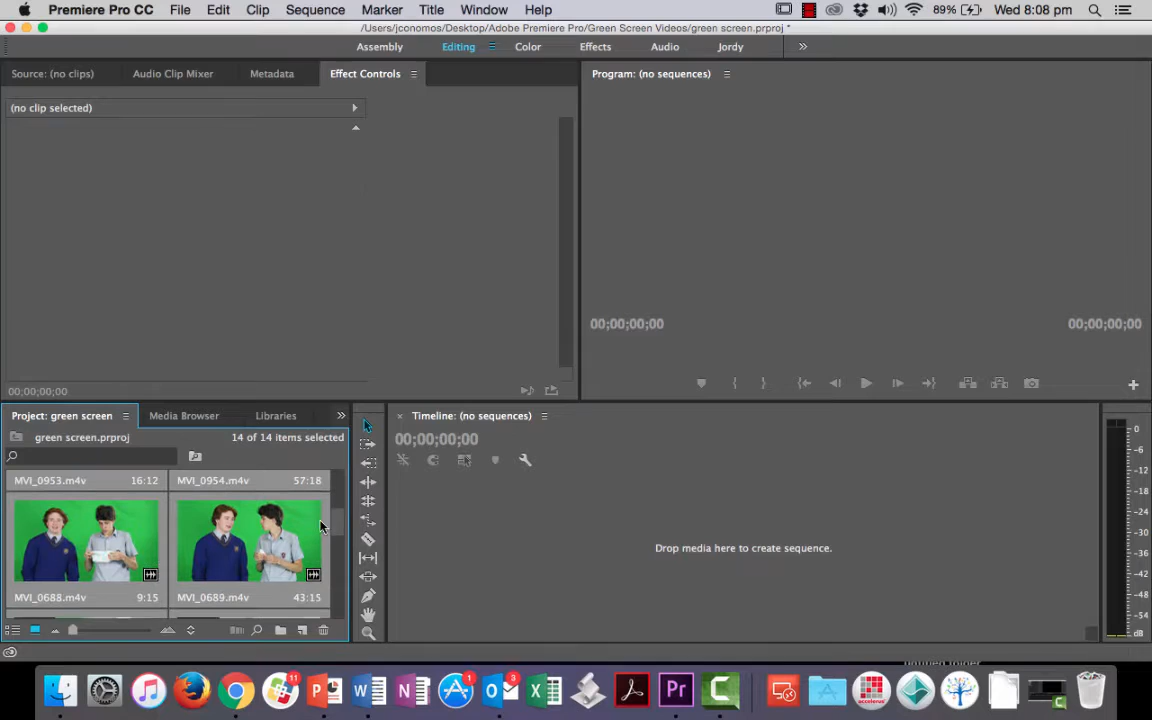 Premiere Pro CC File Edit Clip Sequence Marker Title Window Help 89% Wed 8:08 pm
/Users/jconomos/Desktop/Adobe Premiere Pro/Green Screen Videos/green screen.prproj *
Assembly Editing Color Effects Audio Jordy
Source: (no clips) Audio Clip Mixer Metadata Effect Controls Program: (no sequences)
(no clip selected)
00;00;00;00 00;00;00;00
00;00;00;00
Project: green screen Media Browser Libraries Timeline: (no sequences)
green screen.prproj 14 of 14 items selected 00;00;00;00
MVI_0953.m4v 16:12 MVI_0954.m4v 57:18
Drop media here to create sequence.
MVI_0688.m4v 9:15 MVI_0689.m4v 43:15
0
-6
-12
-18
-24
-30
-36
-42
-48
-54
dB
11 1 3